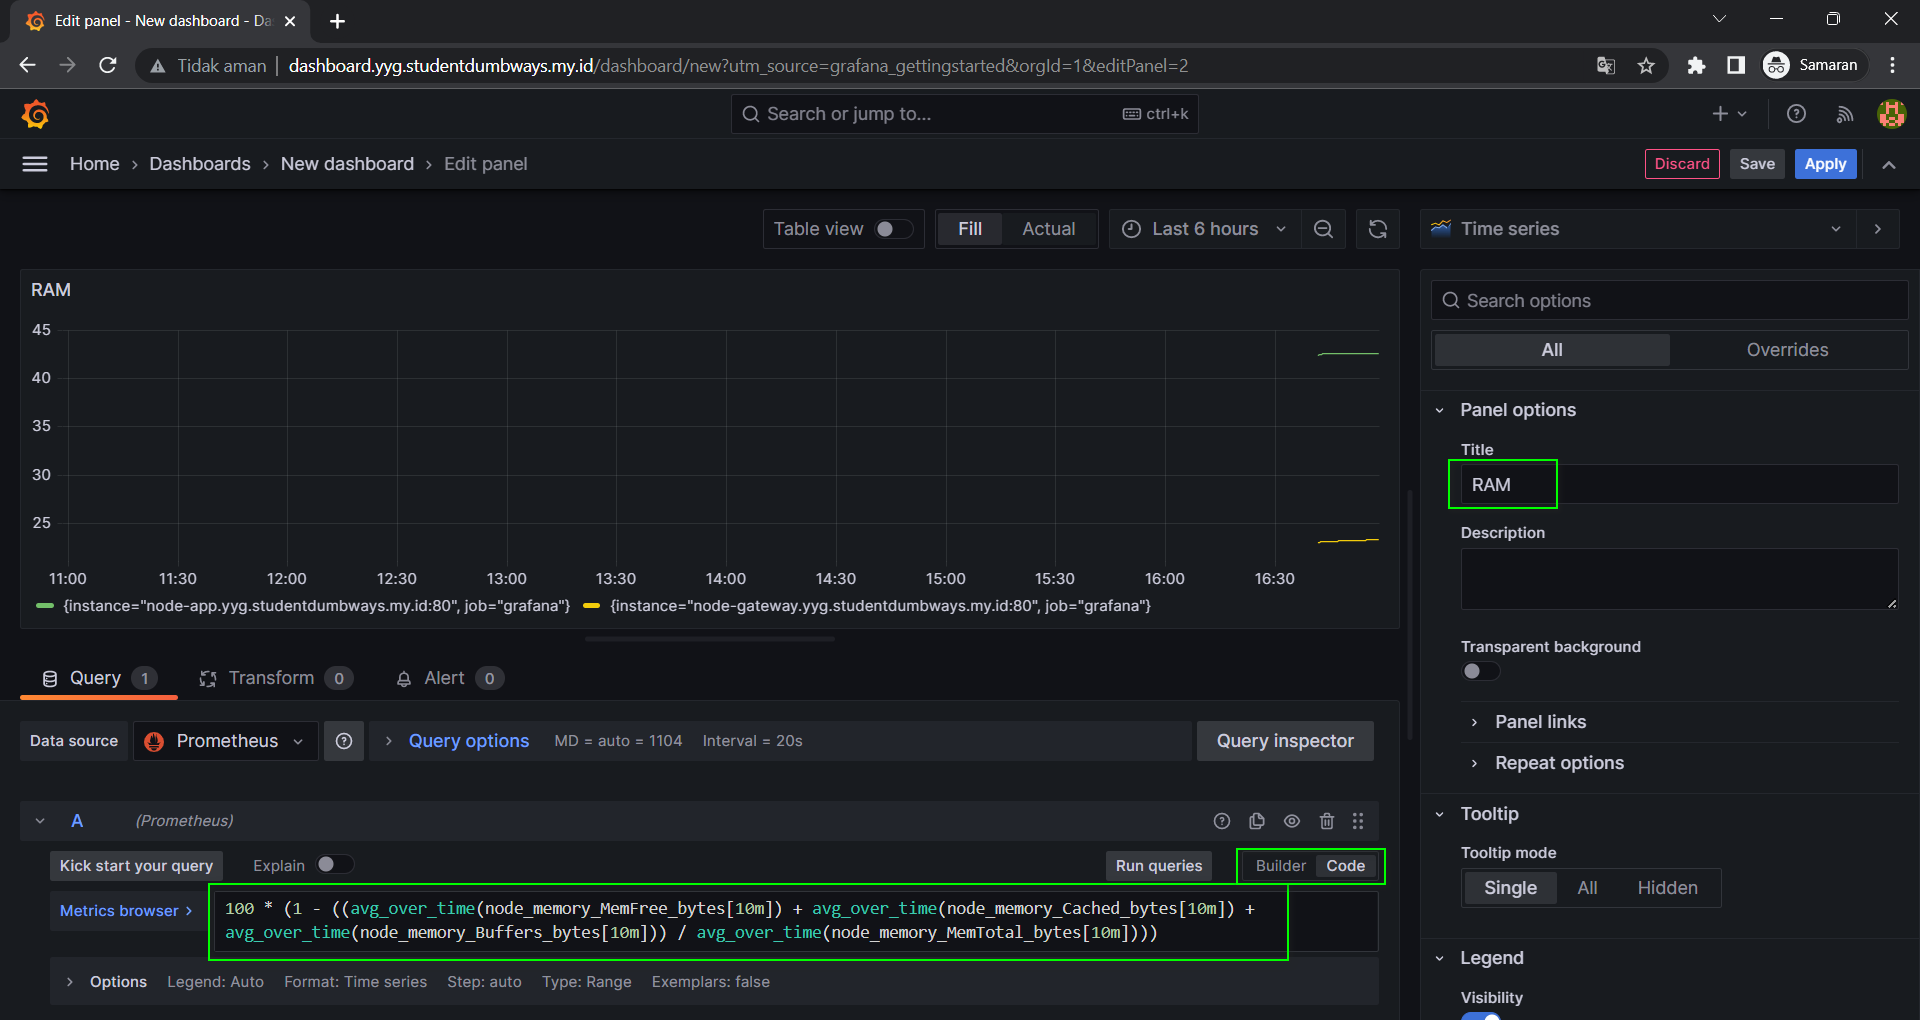 Edit panel - New dashboard - Da
Tidak aman
dashboard.yyg.studentdumbways.my.id/dashboard/new?utm_source=grafana_gettingstarted&orgId=1&editPanel=2
Samaran
Search or jump to...
ctrl+k
Home › Dashboards › New dashboard › Edit panel
Discard
Save
Apply
Table view
Fill
Actual
Last 6 hours
Time series
RAM
45
40
35
30
25
11:00 11:30 12:00 12:30 13:00 13:30 14:00 14:30 15:00 15:30 16:00 16:30
{instance="node-app.yyg.studentdumbways.my.id:80", job="grafana"} {instance="node-gateway.yyg.studentdumbways.my.id:80", job="grafana"}
Query 1
Transform 0
Alert 0
Data source
Prometheus
Query options
MD = auto = 1104
Interval = 20s
Query inspector
A
(Prometheus)
Kick start your query
Explain
Run queries
Builder
Code
Metrics browser >
100 * (1 - ((avg_over_time(node_memory_MemFree_bytes[10m]) + avg_over_time(node_memory_Cached_bytes[10m]) +
avg_over_time(node_memory_Buffers_bytes[10m])) / avg_over_time(node_memory_MemTotal_bytes[10m])))
Options
Legend: Auto
Format: Time series
Step: auto
Type: Range
Exemplars: false
Search options
All
Overrides
Panel options
Title
RAM
Description
Transparent background
Panel links
Repeat options
Tooltip
Tooltip mode
Single
All
Hidden
Legend
Visibility